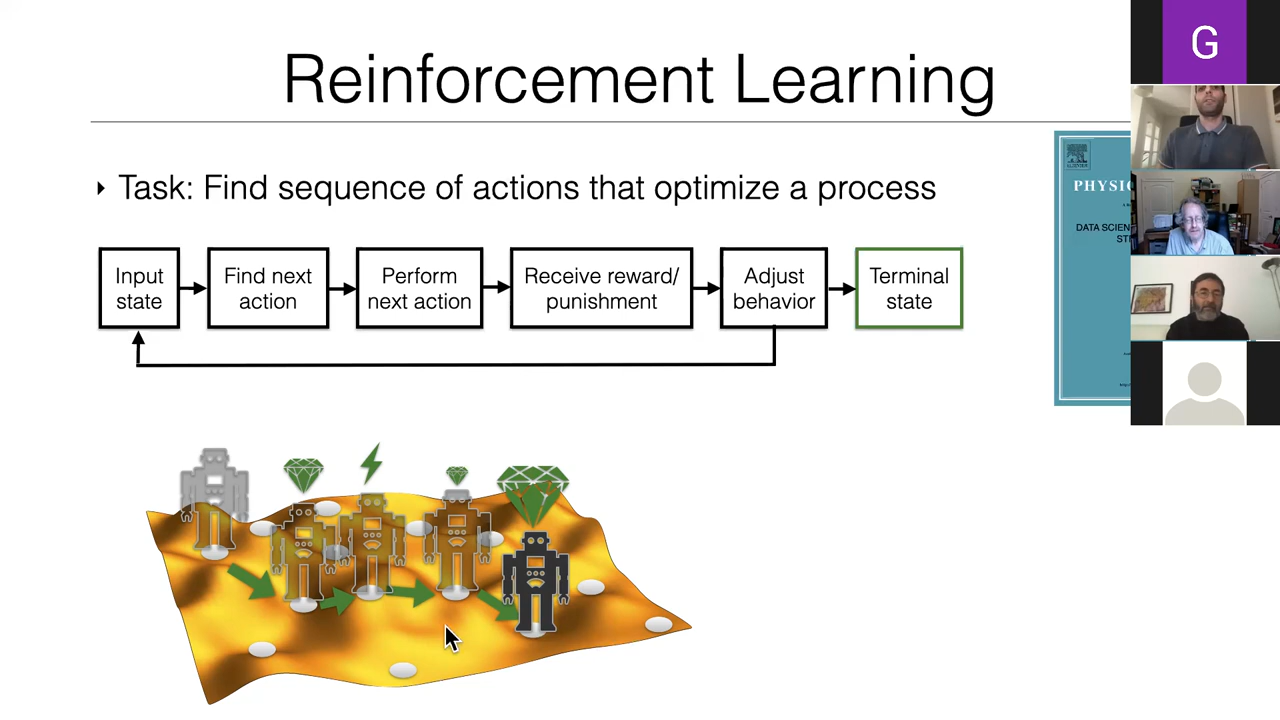 Reinforcement Learning
Task: Find sequence of actions that optimize a process
Input
state
Find next
action
Perform
next action
Receive reward/
punishment
Adjust
behavior
Terminal
state
G
PHYSIC
DATA SCIEN